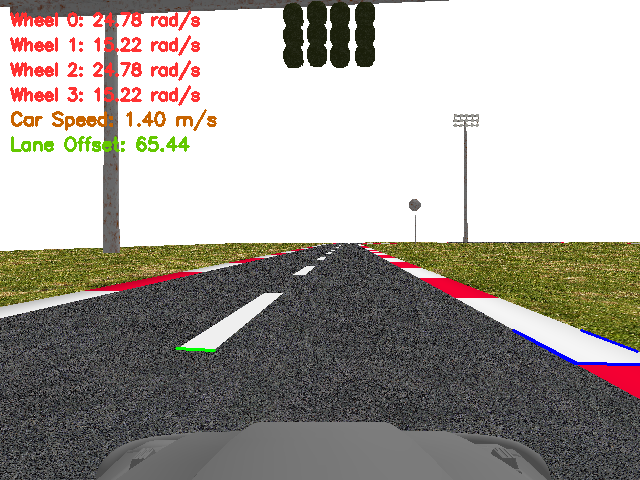 Wheel 0: 24.78 rad/s
Wheel 1: 15.22 rad/s
Wheel 2: 24.78 rad/s
Wheel 3: 15.22 rad/s
Car Speed: 1.40 m/s
Lane Offset: 65.44